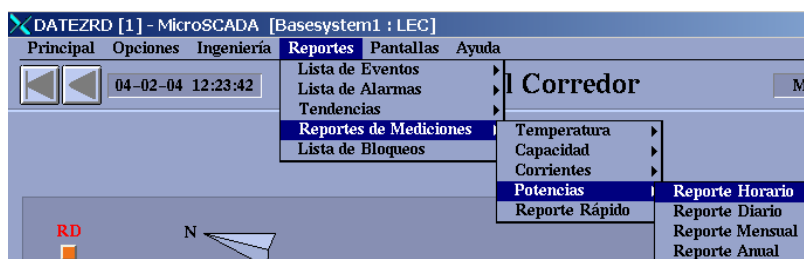 DATEZRD [1] - MicroSCADA [Basesystem1 : LEC]
Principal Opciones Ingeniería Reportes Pantallas Ayuda
04-02-04 12:23:42
Lista de Eventos
Lista de Alarmas
Tendencias
Reportes de Mediciones
Lista de Bloqueos
l Corredor
M
Temperatura
Capacidad
Corrientes
Potencias
Reporte Rápido
Reporte Horario
Reporte Diario
Reporte Mensual
Reporte Anual
RD
N